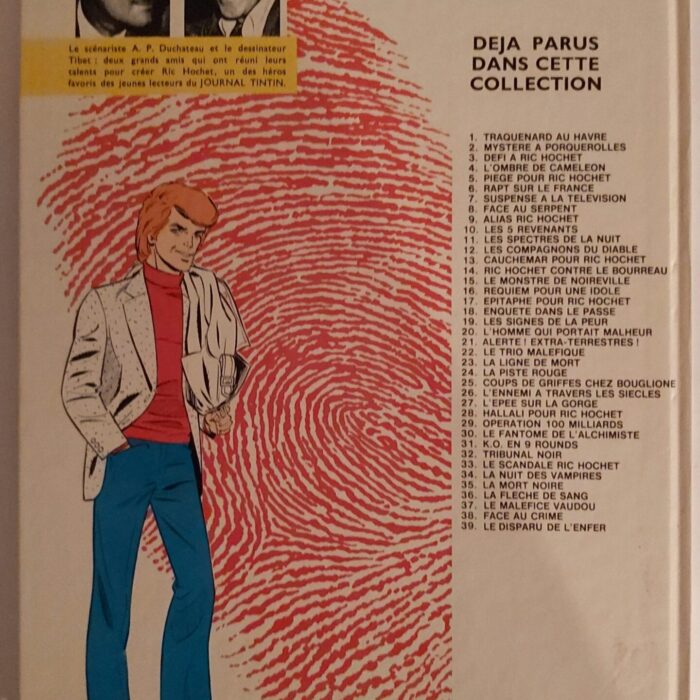 Le scénariste A. P. Duchateau et le dessinateur
Tibet : deux grands amis qui ont réuni leurs
talents pour créer Ric Hochet, un des héros
favoris des jeunes lecteurs du JOURNAL TINTIN.
DEJA PARUS
DANS CETTE
COLLECTION
1. TRAQUENARD AU HAVRE
2. MYSTERE A PORQUEROLLES
3. DEFI A RIC HOCHET
4. L'OMBRE DE CAMELEON
5. PIEGE POUR RIC HOCHET
6. RAPT SUR LE FRANCE
7. SUSPENSE A LA TELEVISION
8. FACE AU SERPENT
9. ALIAS RIC HOCHET
10. LES 5 REVENANTS
11. LES SPECTRES DE LA NUIT
12. LES COMPAGNONS DU DIABLE
13. CAUCHEMAR POUR RIC HOCHET
14. RIC HOCHET CONTRE LE BOURREAU
15. LE MONSTRE DE NOIREVILLE
16. REQUIEM POUR UNE IDOLE
17. EPITAPHE POUR RIC HOCHET
18. ENQUETE DANS LE PASSE
19. LES SIGNES DE LA PEUR
20. L'HOMME QUI PORTAIT MALHEUR
21. ALERTE ! EXTRA-TERRESTRES !
22. LE TRIO MALEFIQUE
23. LA LIGNE DE MORT
24. LA PISTE ROUGE
25. COUPS DE GRIFFES CHEZ BOUGLIONE
26. L'ENNEMI A TRAVERS LES SIECLES
27. L'EPEE SUR LA GORGE
28. HALLALI POUR RIC HOCHET
29. OPERATION 100 MILLIARDS
30. LE FANTOME DE L'ALCHIMISTE
31. K.O. EN 9 ROUNDS
32. TRIBUNAL NOIR
33. LE SCANDALE RIC HOCHET
34. LA NUIT DES VAMPIRES
35. LA MORT NOIRE
36. LA FLECHE DE SANG
37. LE MALEFICE VAUDOU
38. FACE AU CRIME
39. LE DISPARU DE L'ENFER